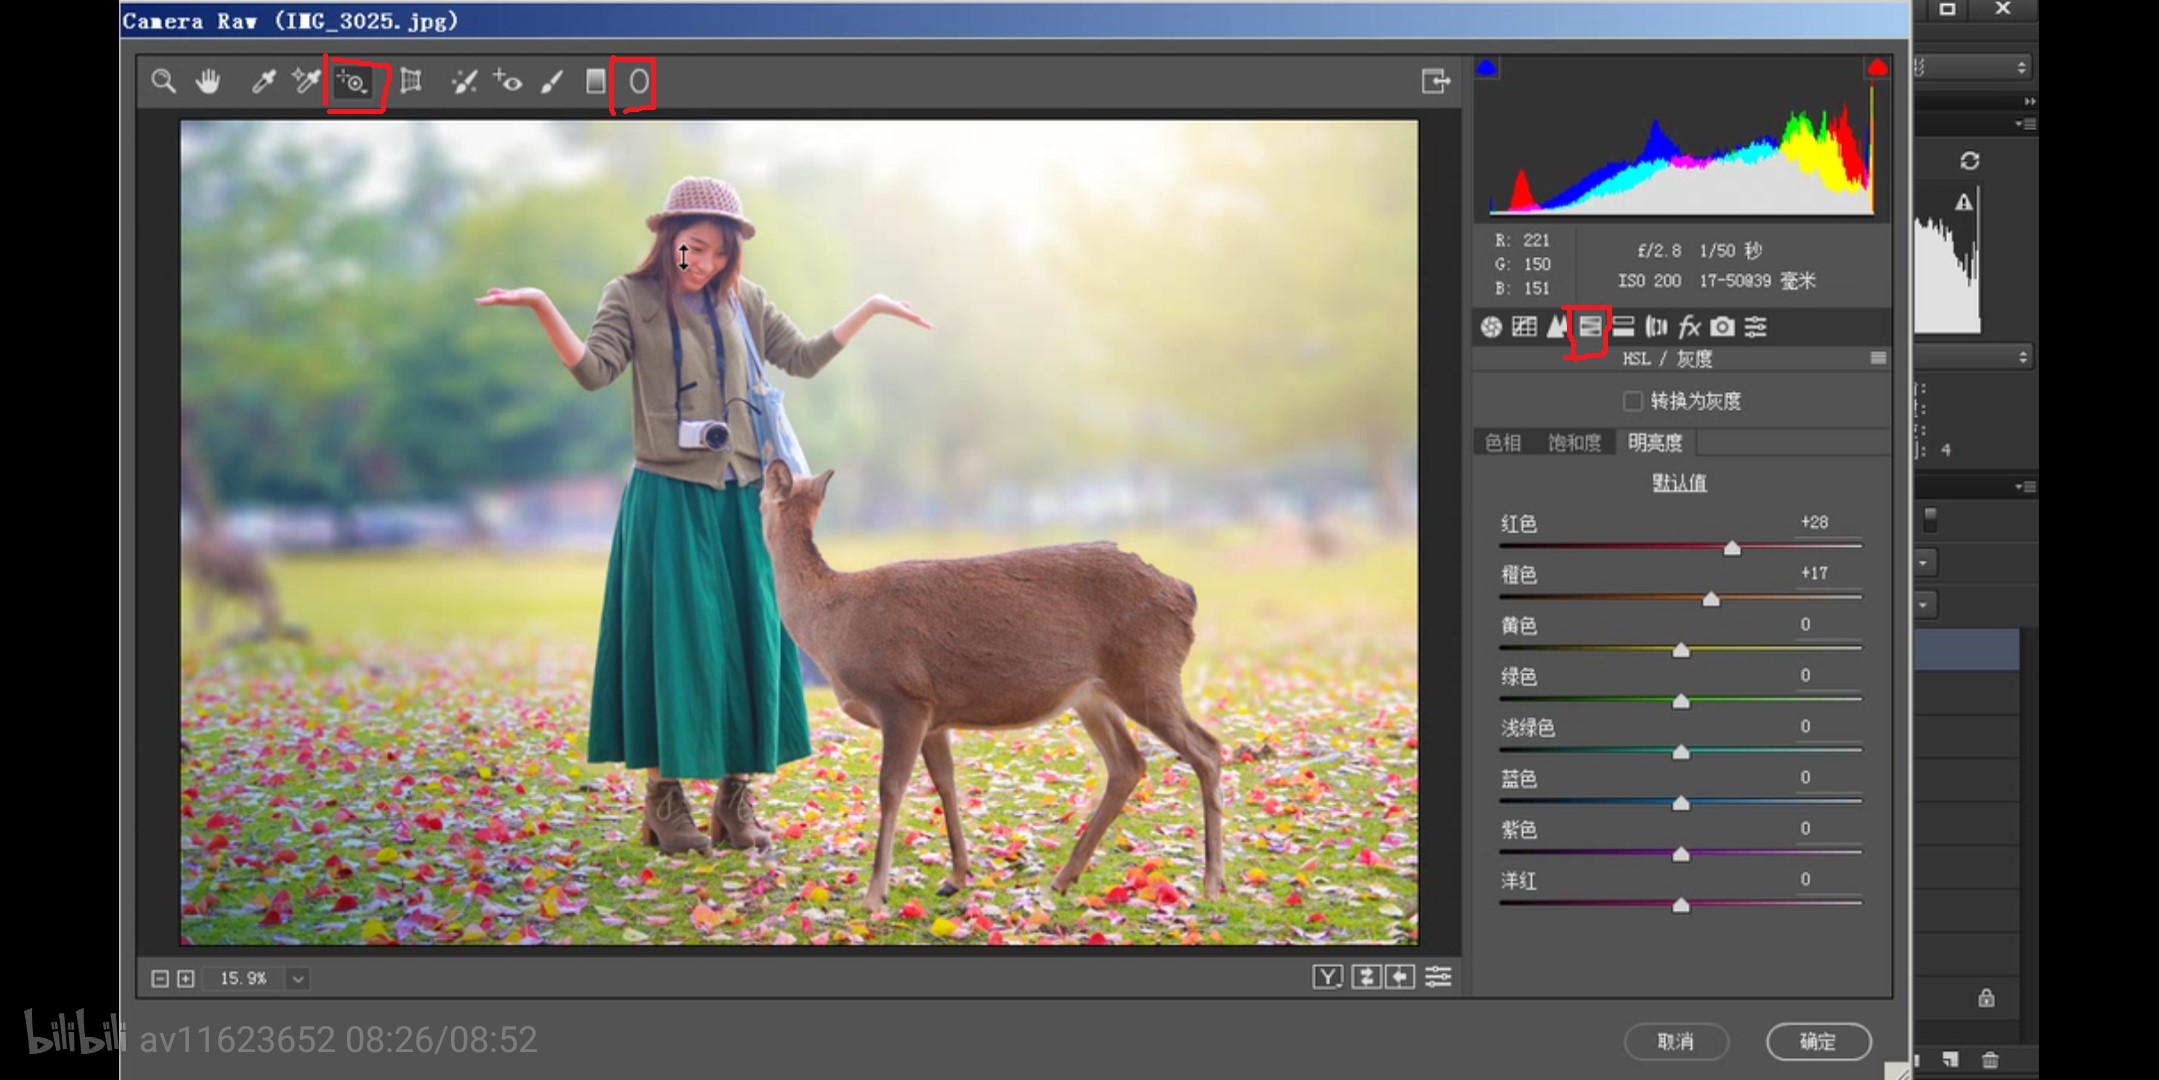 Camera Raw (IMG_3025.jpg)
R: 221
G: 150
B: 151
f/2.8 1/50 秒
ISO 200 17-50@39 毫米
fx
HSL / 灰度
转换为灰度
色相 饱和度 明亮度
默认值
红色 +28
橙色 +17
黄色 0
绿色 0
浅绿色 0
蓝色 0
紫色 0
洋红 0
4
15.9%
Y
取消 确定
bilibili av11623652 08:26/08:52